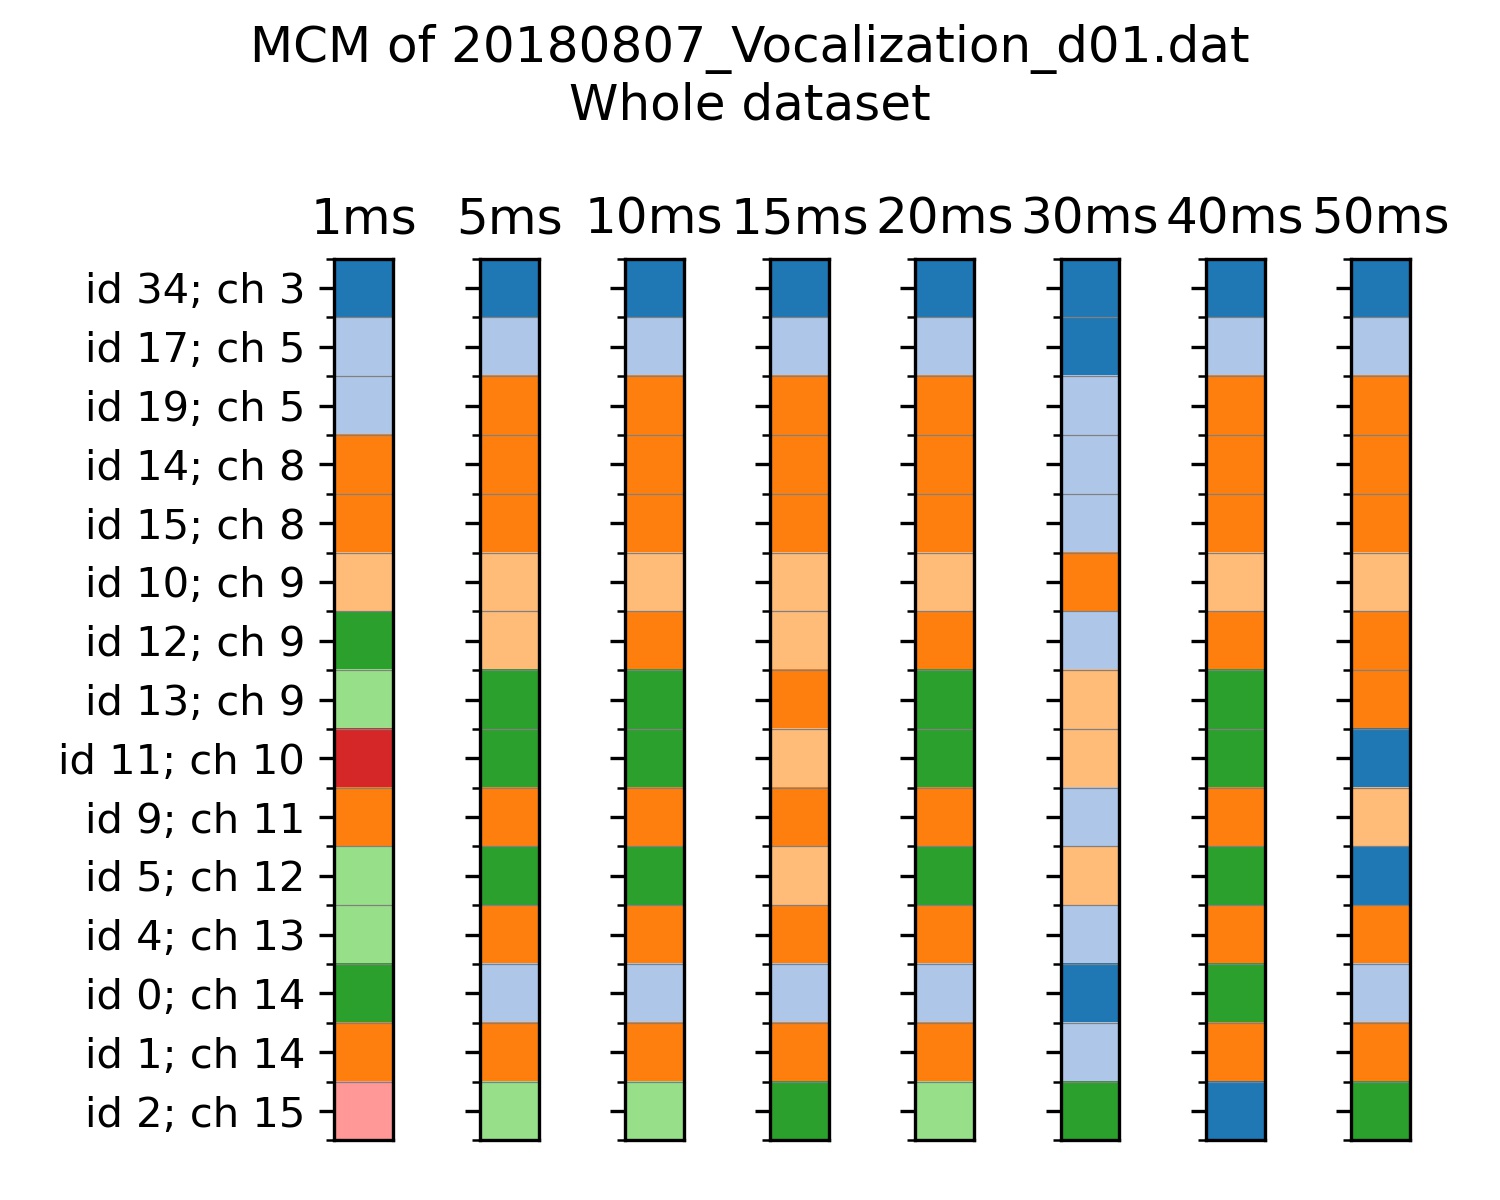 MCM of 20180807_Vocalization_d01.dat
Whole dataset
1ms 5ms 10ms 15ms 20ms 30ms 40ms 50ms
id 34; ch 3
id 17; ch 5
id 19; ch 5
id 14; ch 8
id 15; ch 8
id 10; ch 9
id 12; ch 9
id 13; ch 9
id 11; ch 10
id 9; ch 11
id 5; ch 12
id 4; ch 13
id 0; ch 14
id 1; ch 14
id 2; ch 15